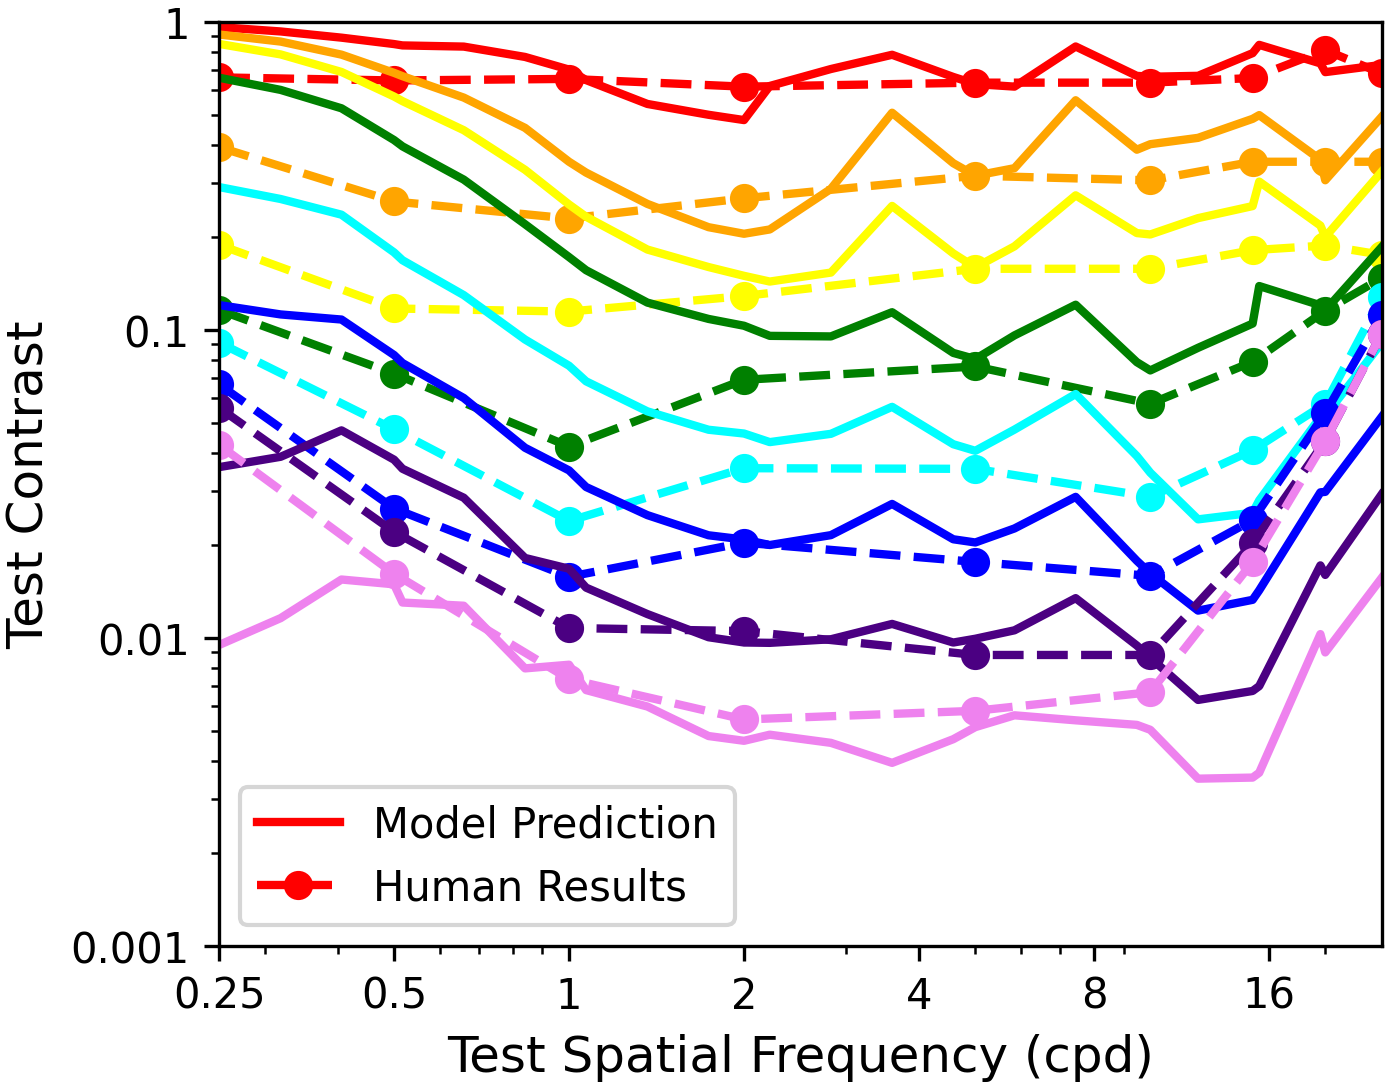 1
0.1
0.01
0.001
Test Contrast
Model Prediction
Human Results
0.25 0.5 1 2 4 8 16
Test Spatial Frequency (cpd)